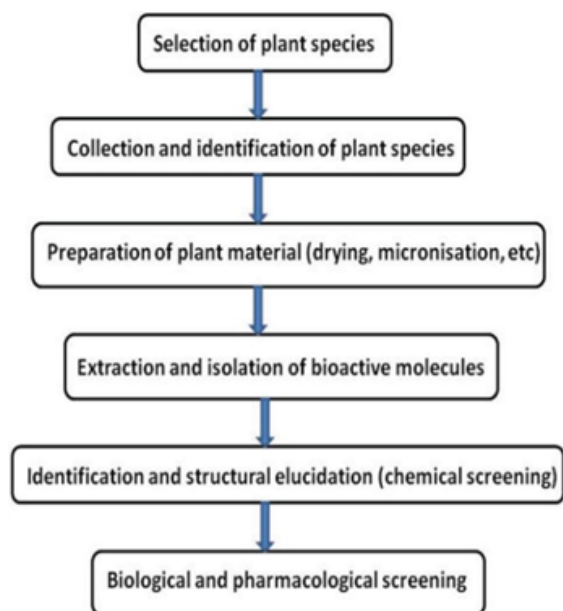 Selection of plant species
Collection and identification of plant species
Preparation of plant material (drying, micronisation, etc)
Extraction and isolation of bioactive molecules
Identification and structural elucidation (chemical screening)
Biological and pharmacological screening